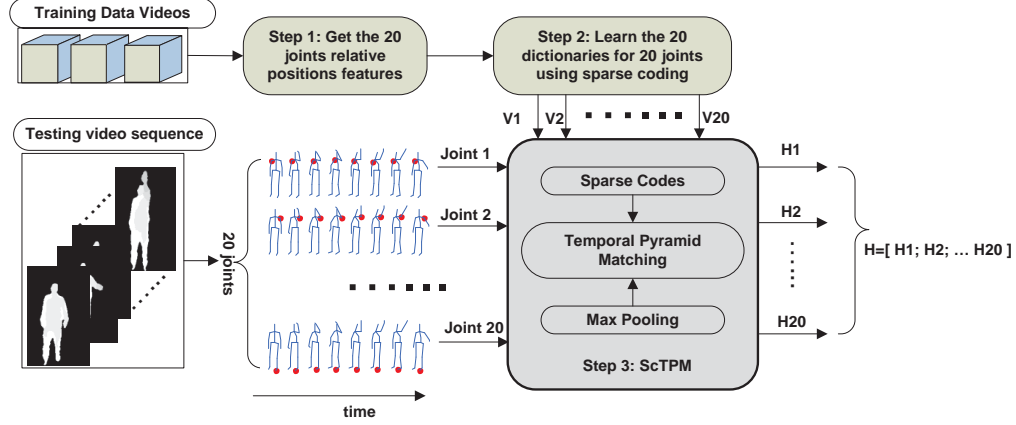 Training Data Videos
Step 1: Get the 20
joints relative
positions features
Step 2: Learn the 20
dictionaries for 20 joints
using sparse coding
V1
V2
V20
Testing video sequence
20 joints
Joint 1
Joint 2
Joint 20
time
Sparse Codes
Temporal Pyramid
Matching
Max Pooling
Step 3: ScTPM
H1
H2
H20
H=[ H1; H2; ... H20 ]